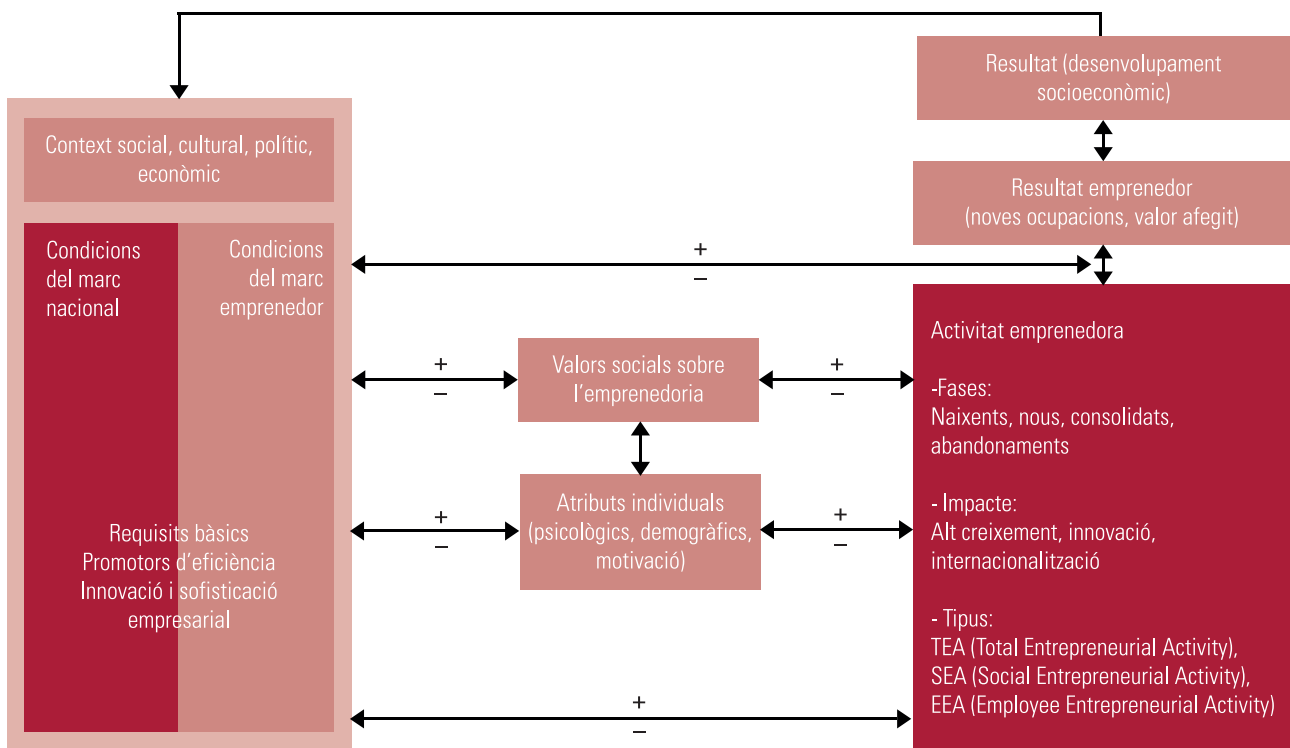 Resultat (desenvolupament
socioeconòmic)
Context social, cultural, polític,
econòmic
Resultat emprenedor
(noves ocupacions, valor afegit)
Condicions
del marc
nacional
Condicions
del marc
emprenedor
+
–
Activitat emprenedora
-Fases:
Naixents, nous, consolidats,
abandonaments
- Impacte:
Alt creixement, innovació,
internacionalització
- Tipus:
TEA (Total Entrepreneurial Activity),
SEA (Social Entrepreneurial Activity),
EEA (Employee Entrepreneurial Activity)
+
–
Valors socials sobre
l’emprenedoria
+
–
+
–
Atributs individuals
(psicològics, demogràfics,
motivació)
+
–
Requisits bàsics
Promotors d’eficiència
Innovació i sofisticació
empresarial
+
–